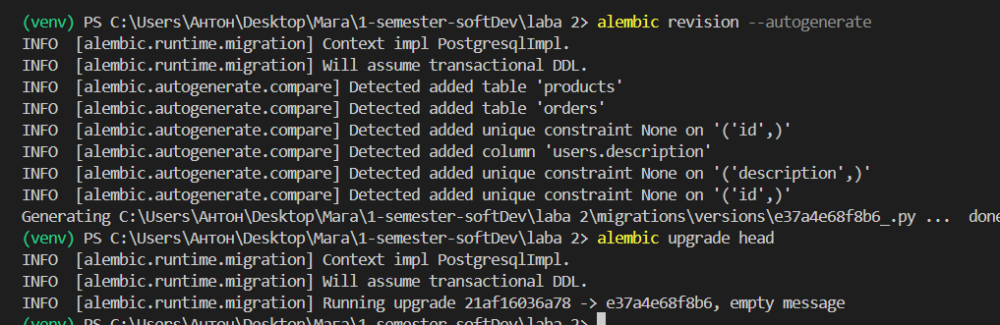 (venv) PS C:\Users\Антон\Desktop\Мага\1-semester-softDev\laba 2> alembic revision --autogenerate
INFO  [alembic.runtime.migration] Context impl PostgresqlImpl.
INFO  [alembic.runtime.migration] Will assume transactional DDL.
INFO  [alembic.autogenerate.compare] Detected added table 'products'
INFO  [alembic.autogenerate.compare] Detected added table 'orders'
INFO  [alembic.autogenerate.compare] Detected added unique constraint None on '('id',)'
INFO  [alembic.autogenerate.compare] Detected added column 'users.description'
INFO  [alembic.autogenerate.compare] Detected added unique constraint None on '('description',)'
INFO  [alembic.autogenerate.compare] Detected added unique constraint None on '('id',)'
Generating C:\Users\Антон\Desktop\Мага\1-semester-softDev\laba 2\migrations\versions\e37a4e68f8b6_.py ...  done
(venv) PS C:\Users\Антон\Desktop\Мага\1-semester-softDev\laba 2> alembic upgrade head
INFO  [alembic.runtime.migration] Context impl PostgresqlImpl.
INFO  [alembic.runtime.migration] Will assume transactional DDL.
INFO  [alembic.runtime.migration] Running upgrade 21af16036a78 -> e37a4e68f8b6, empty message
(venv) PS C:\Users\Антон\Desktop\Мага\1-semester-softDev\laba 2>